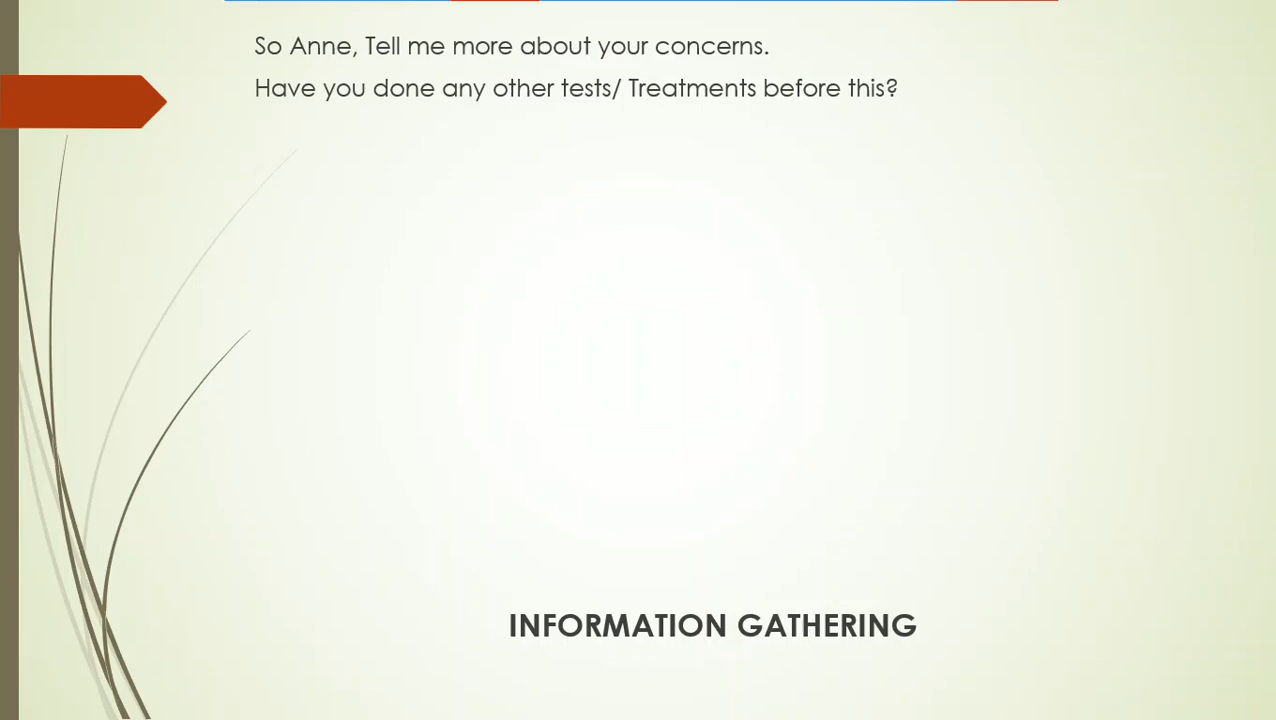 So Anne, Tell me more about your concerns.
Have you done any other tests/ Treatments before this?
INFORMATION GATHERING